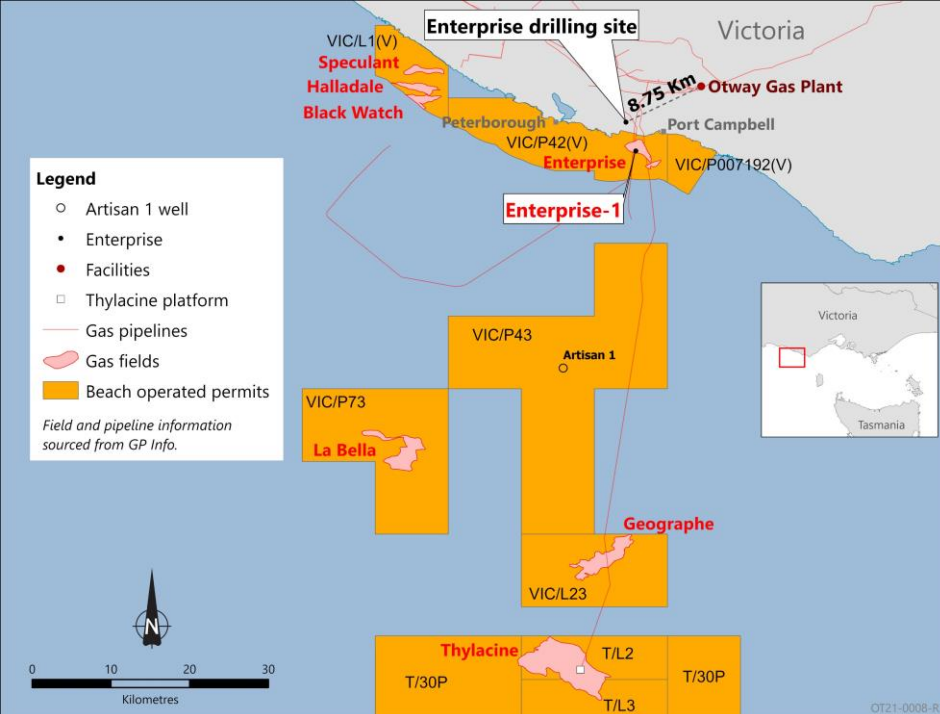 Enterprise drilling site
Victoria
VIC/L1(V)
Speculant
Halladale
Black Watch
8.75 Km
Otway Gas Plant
Peterborough
Port Campbell
VIC/P42(V)
Enterprise
VIC/P007192(V)
Enterprise-1
Legend
Artisan 1 well
Enterprise
Facilities
Thylacine platform
Gas pipelines
Gas fields
Beach operated permits
Field and pipeline information
sourced from GP Info.
VIC/P43
Artisan 1
Victoria
Tasmania
VIC/P73
La Bella
Geographe
VIC/L23
N
Thylacine
T/L2
T/30P
T/30P
T/L3
0 10 20 30
Kilometres
OT21-0008-R